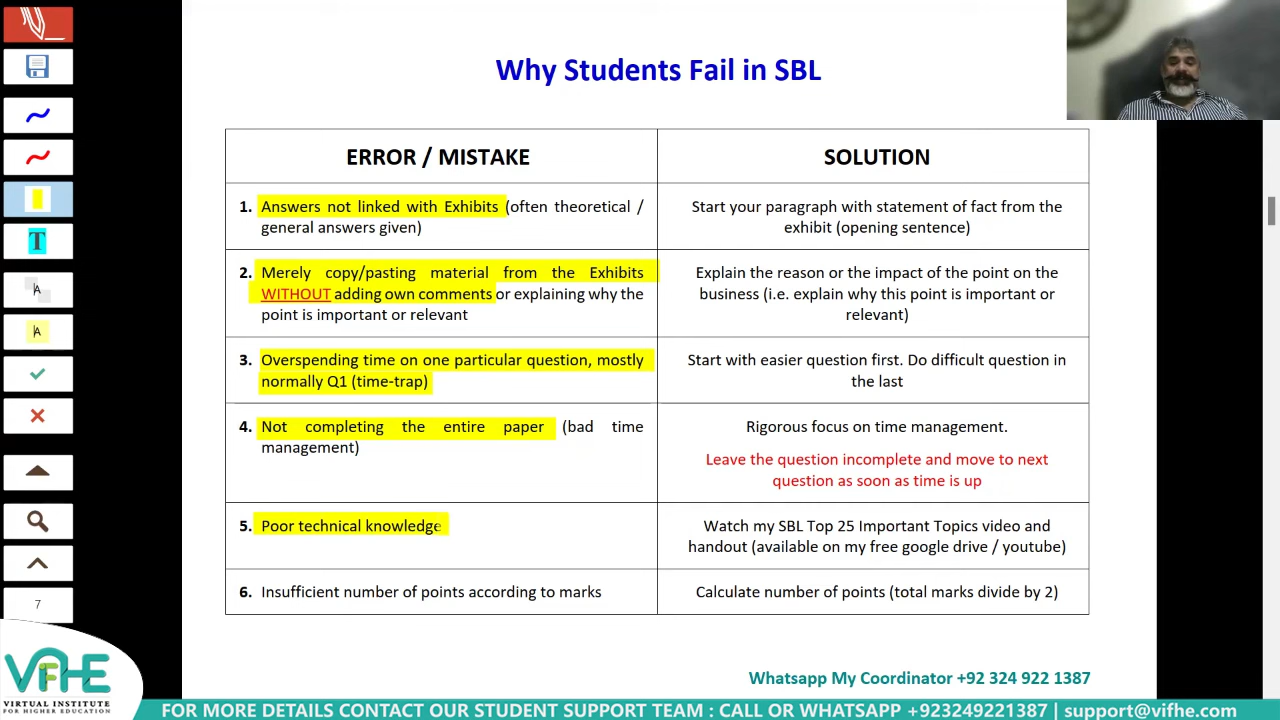 Why Students Fail in SBL
ERROR / MISTAKE
SOLUTION
1. Answers not linked with Exhibits (often theoretical /
general answers given)
Start your paragraph with statement of fact from the
exhibit (opening sentence)
2. Merely copy/pasting material from the Exhibits
WITHOUT adding own comments or explaining why the
point is important or relevant
Explain the reason or the impact of the point on the
business (i.e. explain why this point is important or
relevant)
3. Overspending time on one particular question, mostly
normally Q1 (time-trap)
Start with easier question first. Do difficult question in
the last
4. Not completing the entire paper (bad time
management)
Rigorous focus on time management.
Leave the question incomplete and move to next
question as soon as time is up
5. Poor technical knowledge
Watch my SBL Top 25 Important Topics video and
handout (available on my free google drive / youtube)
6. Insufficient number of points according to marks
Calculate number of points (total marks divide by 2)
T
A
A
7
Whatsapp My Coordinator +92 324 922 1387
VIFHE
VIRTUAL INSTITUTE
FOR HIGHER EDUCATION
FOR MORE DETAILS CONTACT OUR STUDENT SUPPORT TEAM : CALL OR WHATSAPP +923249221387 | support@vifhe.com